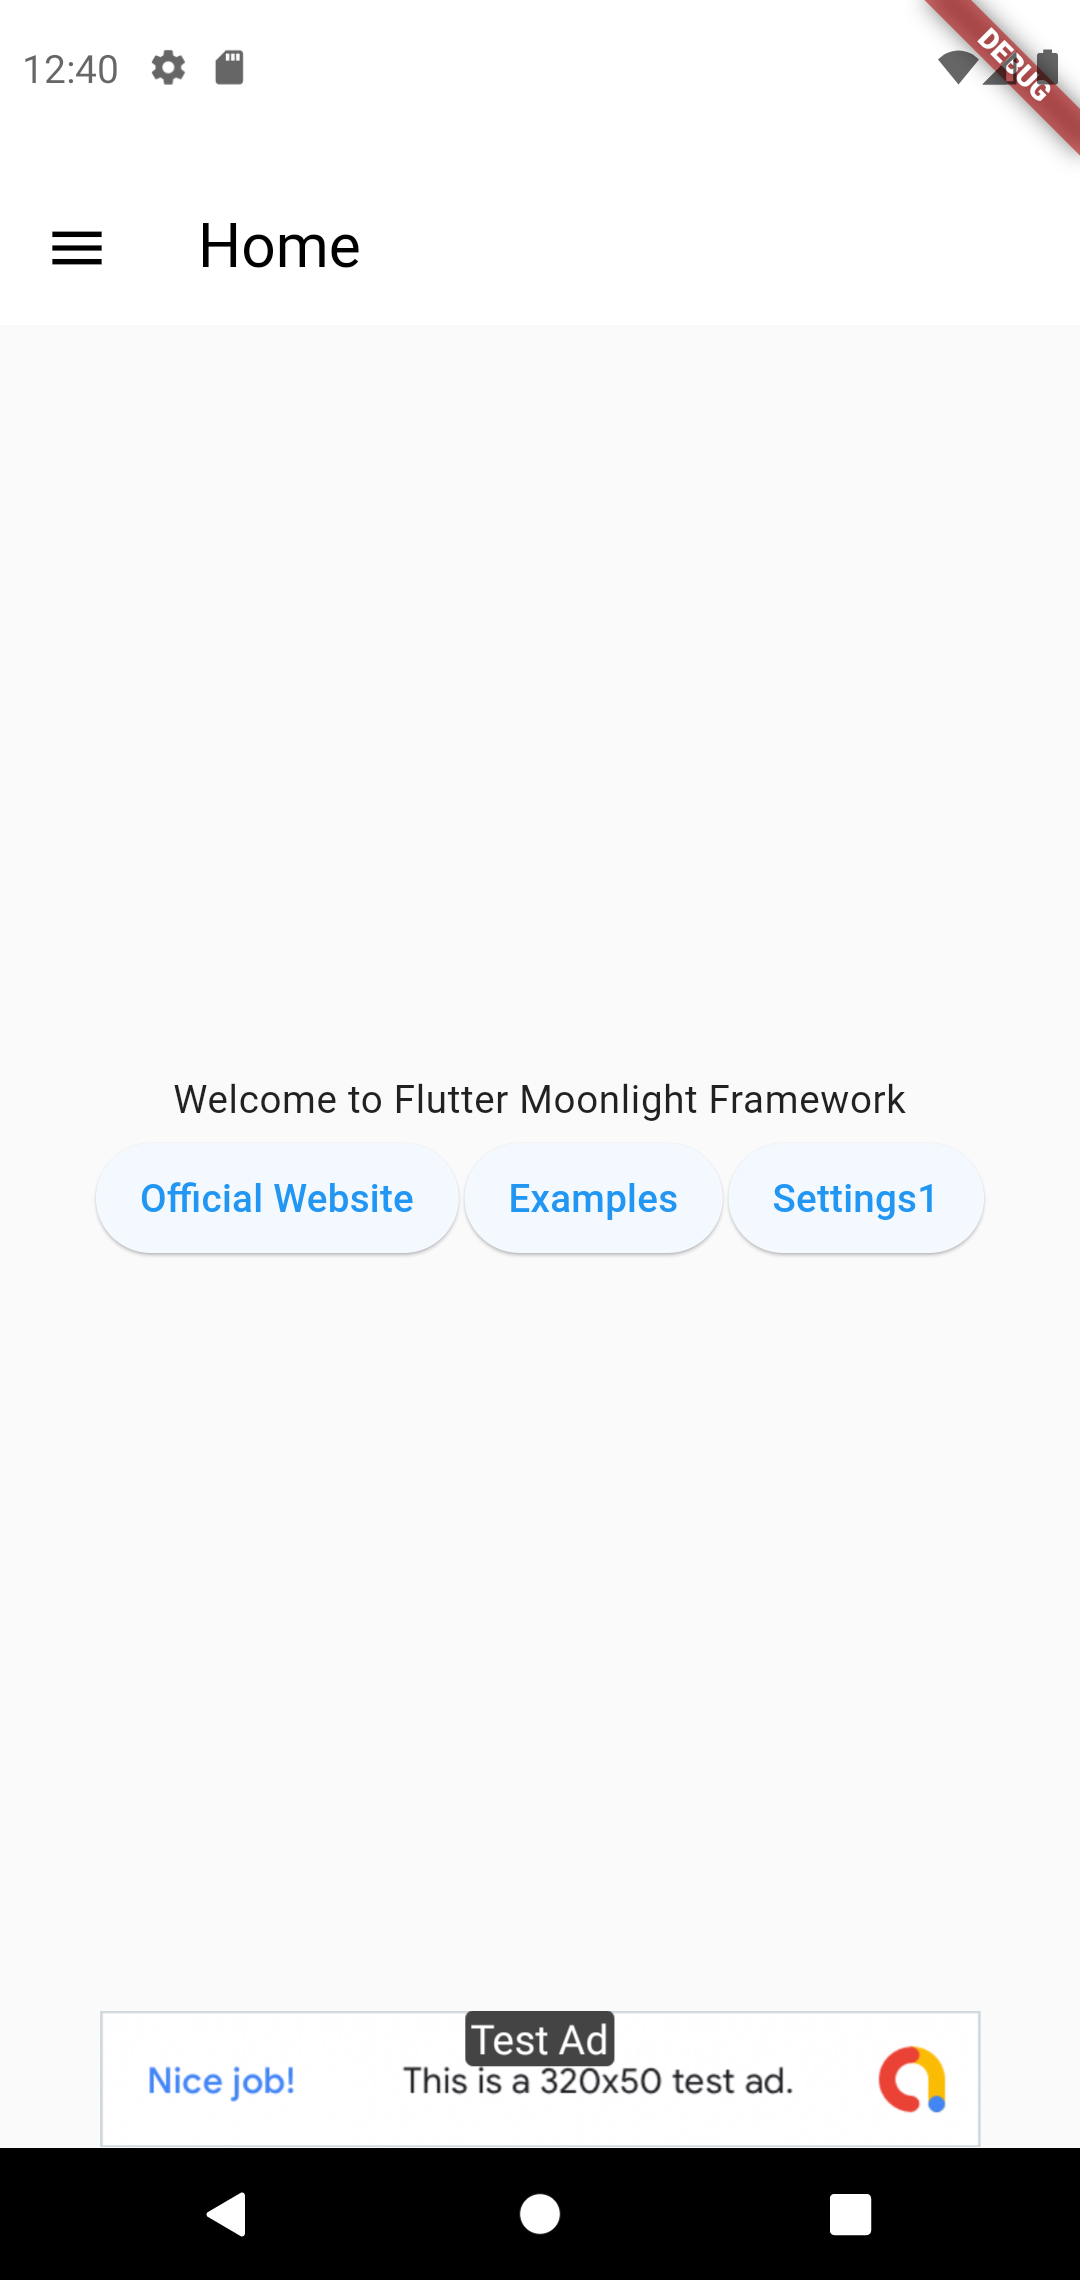 12:40
DEBUG
Home
Welcome to Flutter Moonlight Framework
Official Website
Examples
Settings1
Test Ad
Nice job!
This is a 320x50 test ad.